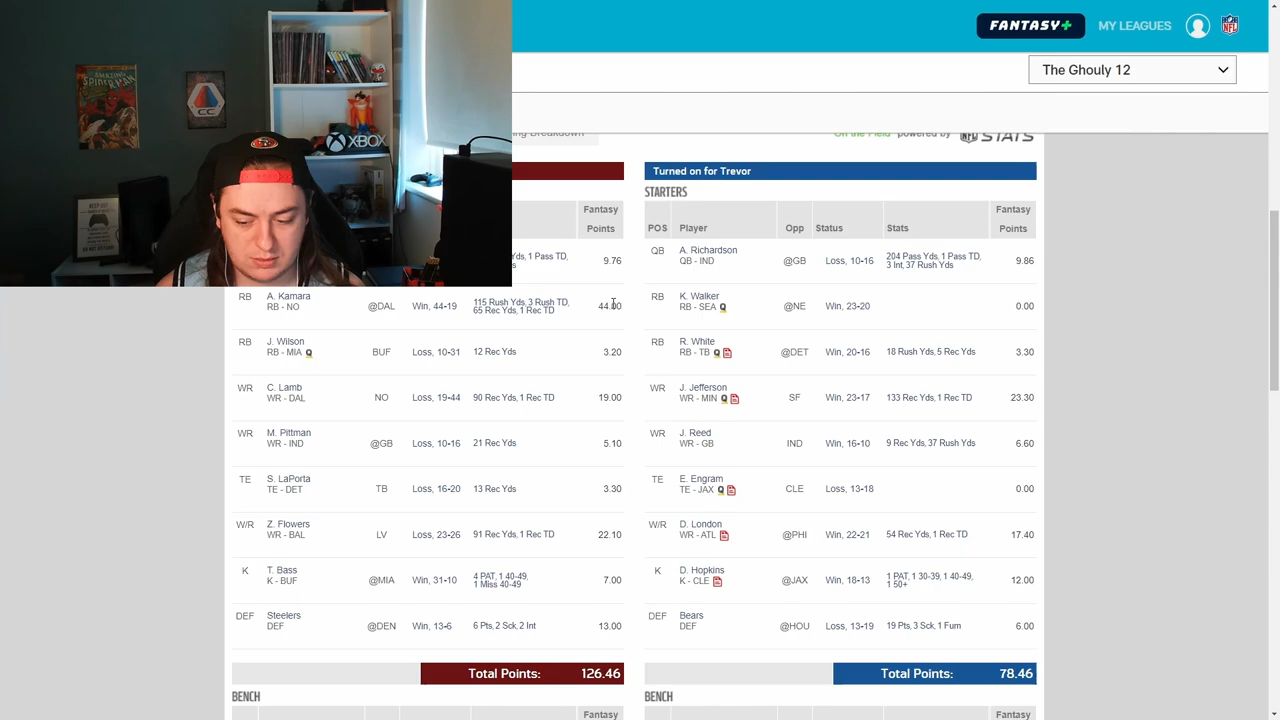 FANTASY+ MY LEAGUES NFL
The Ghouly 12
powered by NFL STATS
AMAZING
SPIDER-MAN
CC
XBOX
KEEP OUT
Turned on for Trevor
STARTERS
Fantasy
Points
POS Player Opp Status Stats Fantasy
Points
Yds, 1 Pass TD, 9.76
QB A. Richardson
QB - IND @GB Loss, 10-16 204 Pass Yds, 1 Pass TD,
3 Int, 37 Rush Yds 9.86
RB A. Kamara
RB - NO @DAL Win, 44-19 115 Rush Yds, 3 Rush TD,
65 Rec Yds, 1 Rec TD 44.00
RB K. Walker
RB - SEA Q @NE Win, 23-20 0.00
RB J. Wilson
RB - MIA Q BUF Loss, 10-31 12 Rec Yds 3.20
RB R. White
RB - TB Q @DET Win, 20-16 18 Rush Yds, 5 Rec Yds 3.30
WR C. Lamb
WR - DAL NO Loss, 19-44 90 Rec Yds, 1 Rec TD 19.00
WR J. Jefferson
WR - MIN Q SF Win, 23-17 133 Rec Yds, 1 Rec TD 23.30
WR M. Pittman
WR - IND @GB Loss, 10-16 21 Rec Yds 5.10
WR J. Reed
WR - GB IND Win, 16-10 9 Rec Yds, 37 Rush Yds 6.60
TE S. LaPorta
TE - DET TB Loss, 16-20 13 Rec Yds 3.30
TE E. Engram
TE - JAX Q CLE Loss, 13-18 0.00
W/R Z. Flowers
WR - BAL LV Loss, 23-26 91 Rec Yds, 1 Rec TD 22.10
W/R D. London
WR - ATL @PHI Win, 22-21 54 Rec Yds, 1 Rec TD 17.40
K T. Bass
K - BUF @MIA Win, 31-10 4 PAT, 1 40-49,
1 Miss 40-49 7.00
K D. Hopkins
K - CLE @JAX Win, 18-13 1 PAT, 1 30-39, 1 40-49,
1 50+ 12.00
DEF Steelers
DEF @DEN Win, 13-6 6 Pts, 2 Sck, 2 Int 13.00
DEF Bears
DEF @HOU Loss, 13-19 19 Pts, 3 Sck, 1 Fum 6.00
Total Points: 126.46
Total Points: 78.46
BENCH
BENCH
Fantasy
Fantasy